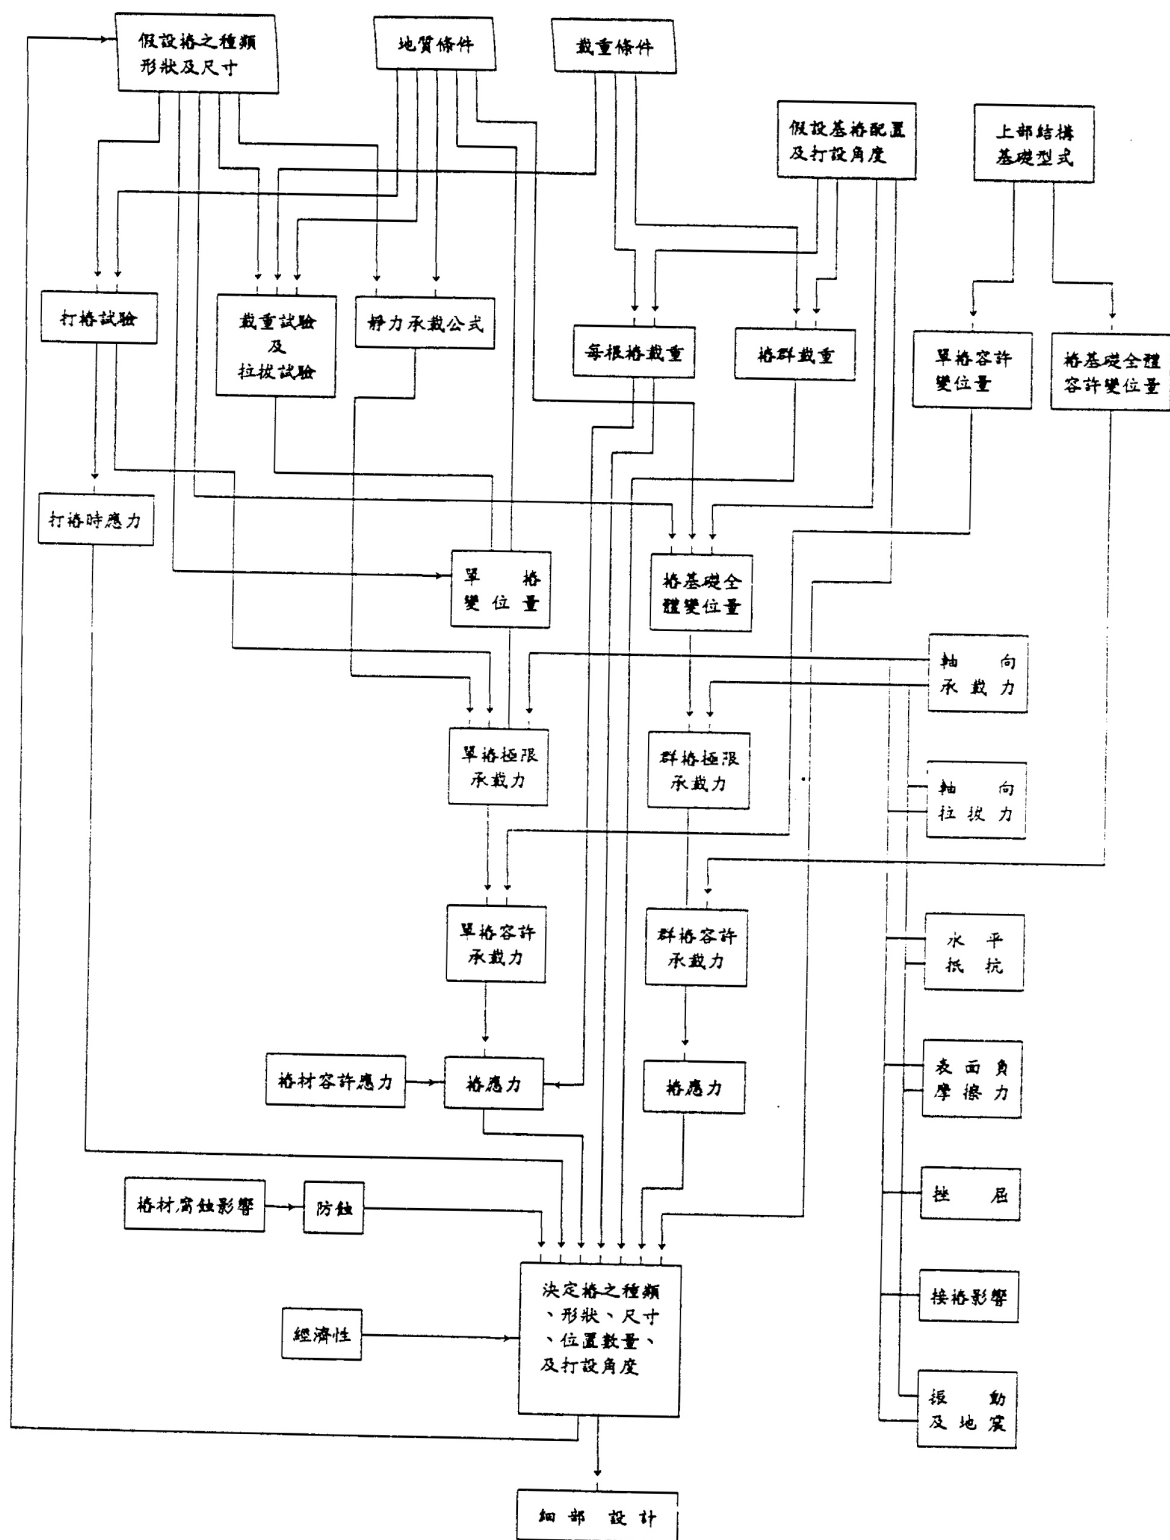 假設樁之種類
形狀及尺寸
地質條件
載重條件
假設基樁配置
及打設角度
上部結構
基礎型式
打樁試驗
載重試驗
及
拉拔試驗
靜力承載公式
每根樁載重
樁群載重
單樁容許
變位量
樁基礎全體
容許變位量
打樁時應力
單樁
變位量
樁基礎全
體變位量
軸向
承載力
單樁極限
承載力
群樁極限
承載力
軸向
拉拔力
單樁容許
承載力
群樁容許
承載力
水平
抵抗
樁材容許應力
樁應力
樁應力
表面負
摩擦力
樁材腐蝕影響
防蝕
挫屈
決定樁之種類
、形狀、尺寸
、位置數量、
及打設角度
經濟性
接樁影響
振動
及地震
細部設計